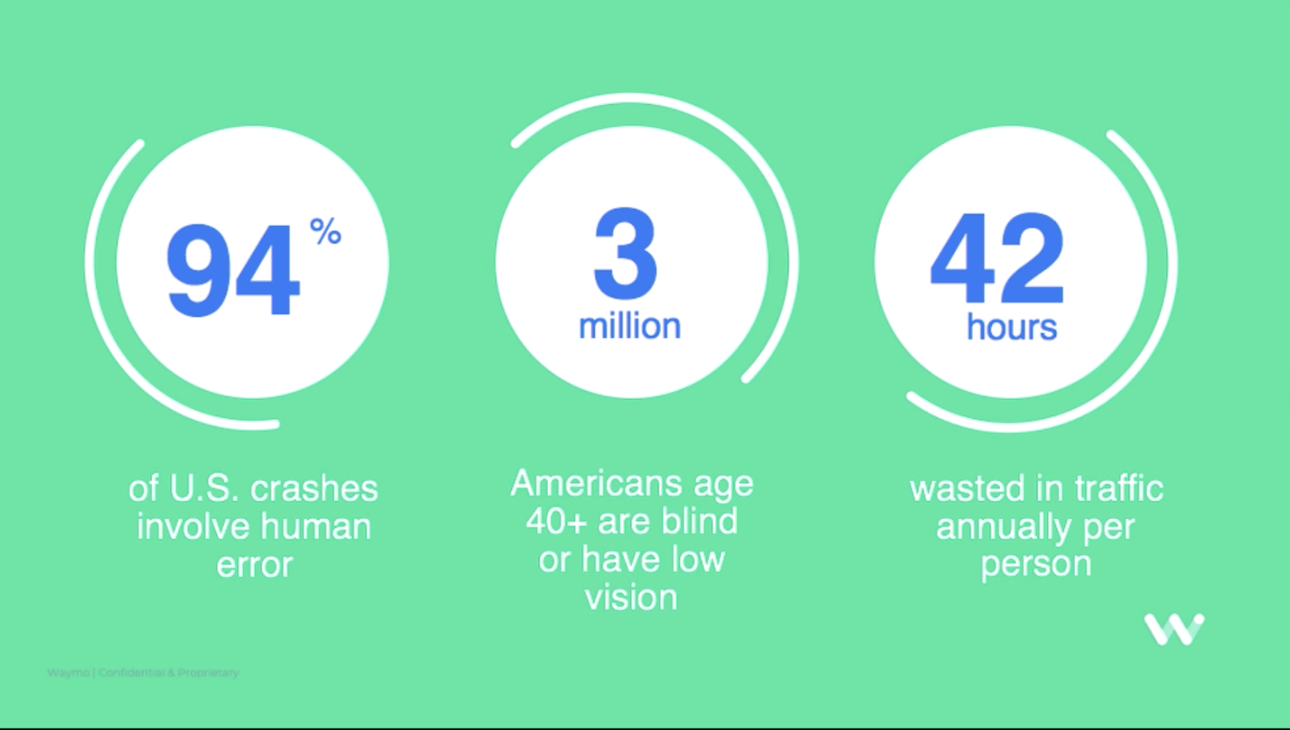 94%
of U.S. crashes
involve human
error
3
million
Americans age
40+ are blind
or have low
vision
42
hours
wasted in traffic
annually per
person
Waymo | Confidential & Proprietary